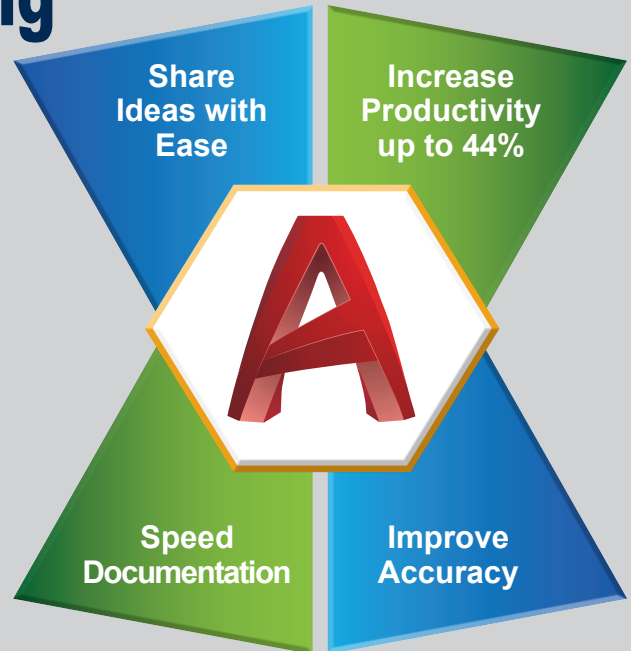 Share
Ideas with
Ease
Increase
Productivity
up to 44%
Speed
Documentation
Improve
Accuracy